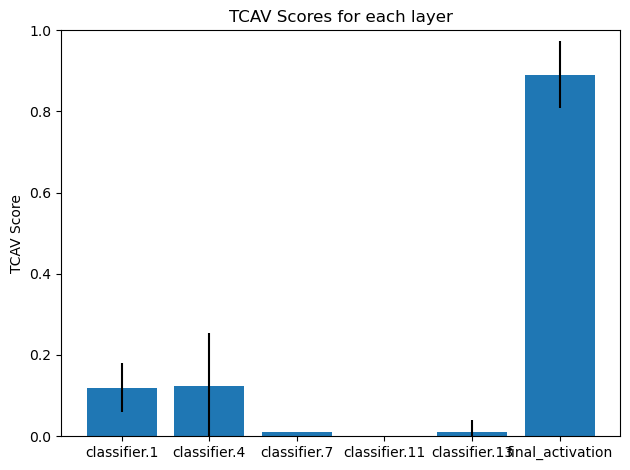 TCAV Scores for each layer
TCAV Score
1.0
0.8
0.6
0.4
0.2
0.0
classifier.1 classifier.4 classifier.7 classifier.11 classifier.13 final_activation